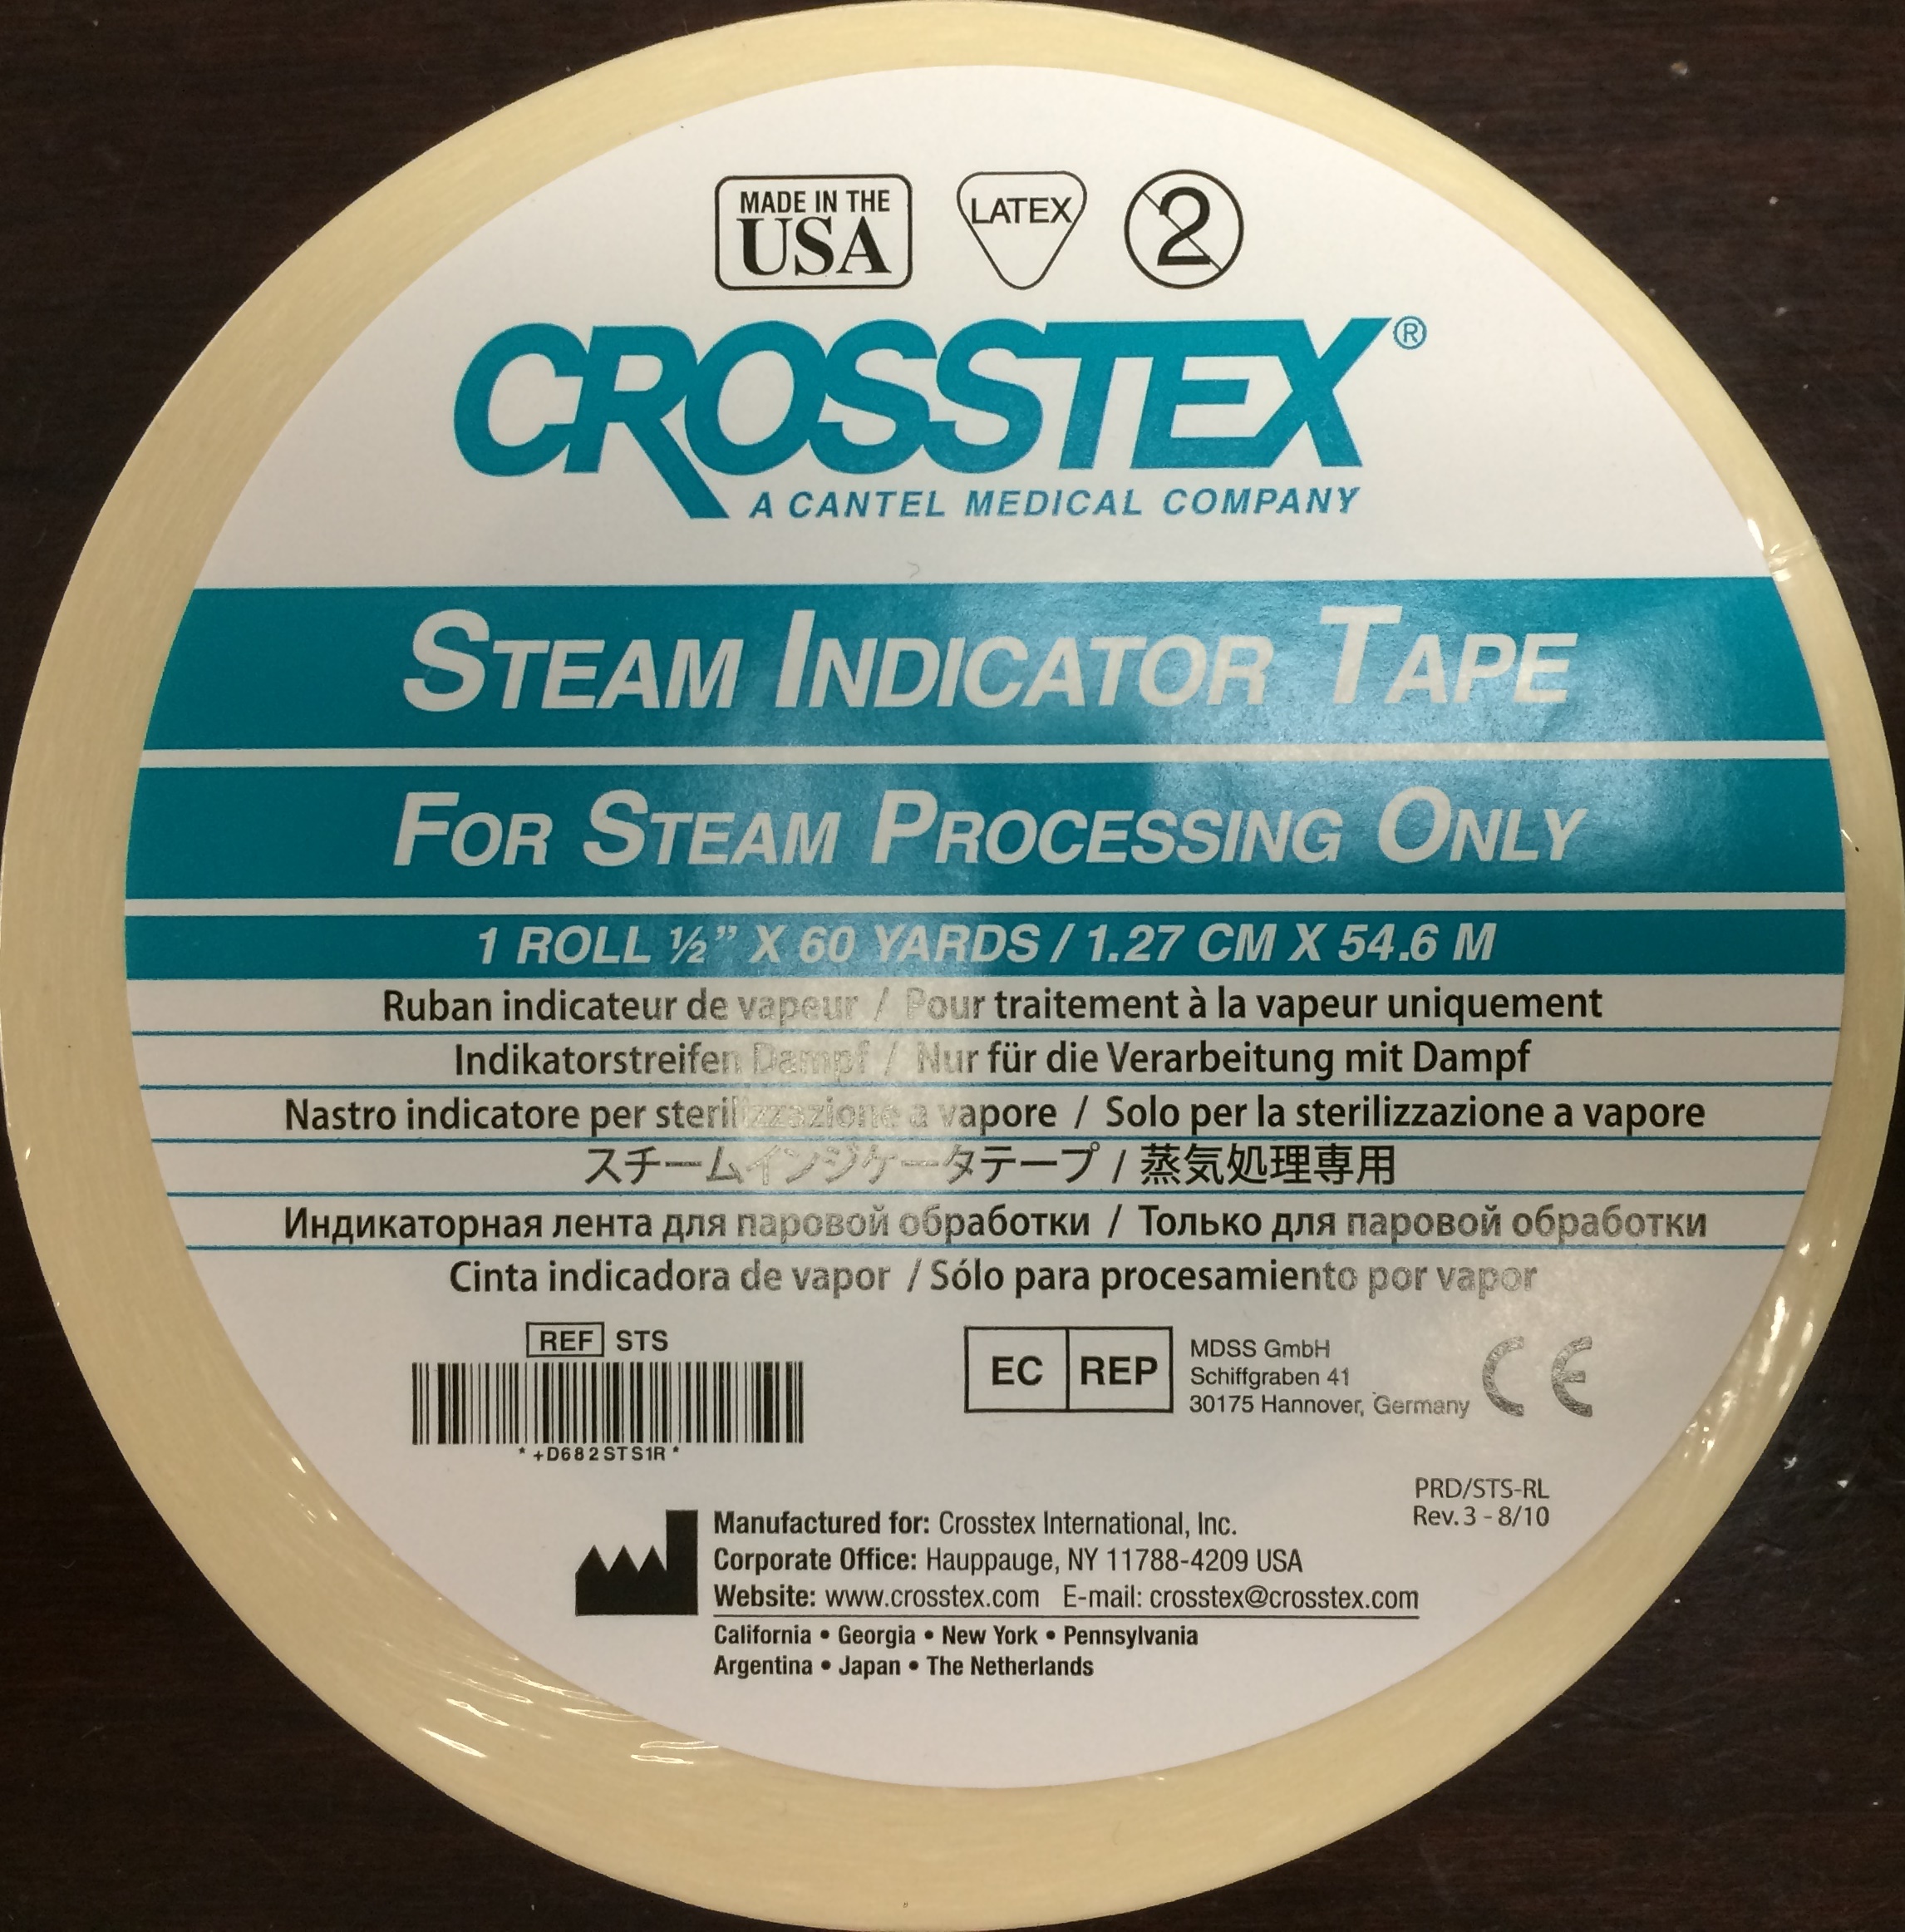 MADE IN THE
USA
LATEX
2
CROSSTEX®
A CANTEL MEDICAL COMPANY
STEAM INDICATOR TAPE
FOR STEAM PROCESSING ONLY
1 ROLL ½” X 60 YARDS / 1.27 CM X 54.6 M
Ruban indicateur de vapeur / Pour traitement à la vapeur uniquement
Indikatorstreifen Dampf / Nur für die Verarbeitung mit Dampf
Nastro indicatore per sterilizzazione a vapore / Solo per la sterilizzazione a vapore
スチームインジケータテープ / 蒸気処理専用
Индикаторная лента для паровой обработки / Только для паровой обработки
Cinta indicadora de vapor / Sólo para procesamiento por vapor
REF STS
*+D682STS1R*
EC REP
MDSS GmbH
Schiffgraben 41
30175 Hannover, Germany
CE
PRD/STS-RL
Rev. 3 - 8/10
Manufactured for: Crosstex International, Inc.
Corporate Office: Hauppauge, NY 11788-4209 USA
Website: www.crosstex.com E-mail: crosstex@crosstex.com
California • Georgia • New York • Pennsylvania
Argentina • Japan • The Netherlands